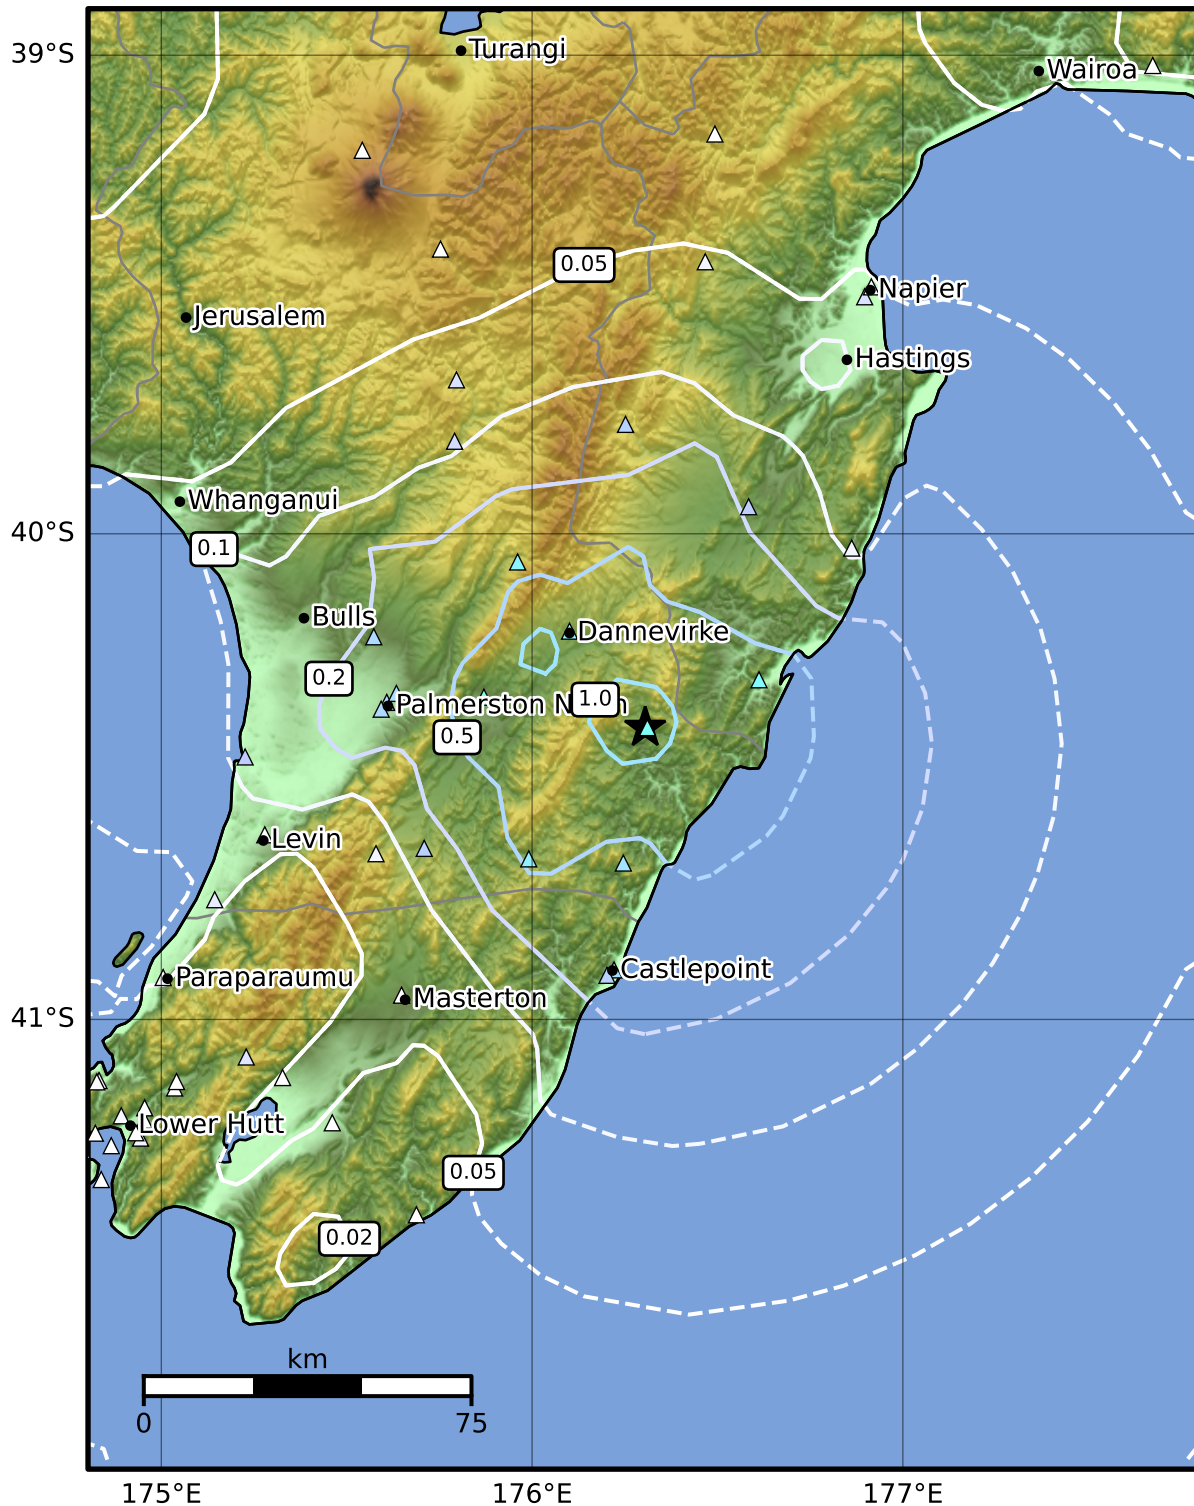 39°S
Turangi
Wairoa
0.05
Napier
Jerusalem
Hastings
Whanganui
40°S
0.1
Bulls
Dannevirke
0.2
1.0
Palmerston N
0.5
Levin
Castlepoint
Paraparaumu
Masterton
41°S
Lower Hutt
0.05
0.02
km
0
75
175°E
176°E
177°E